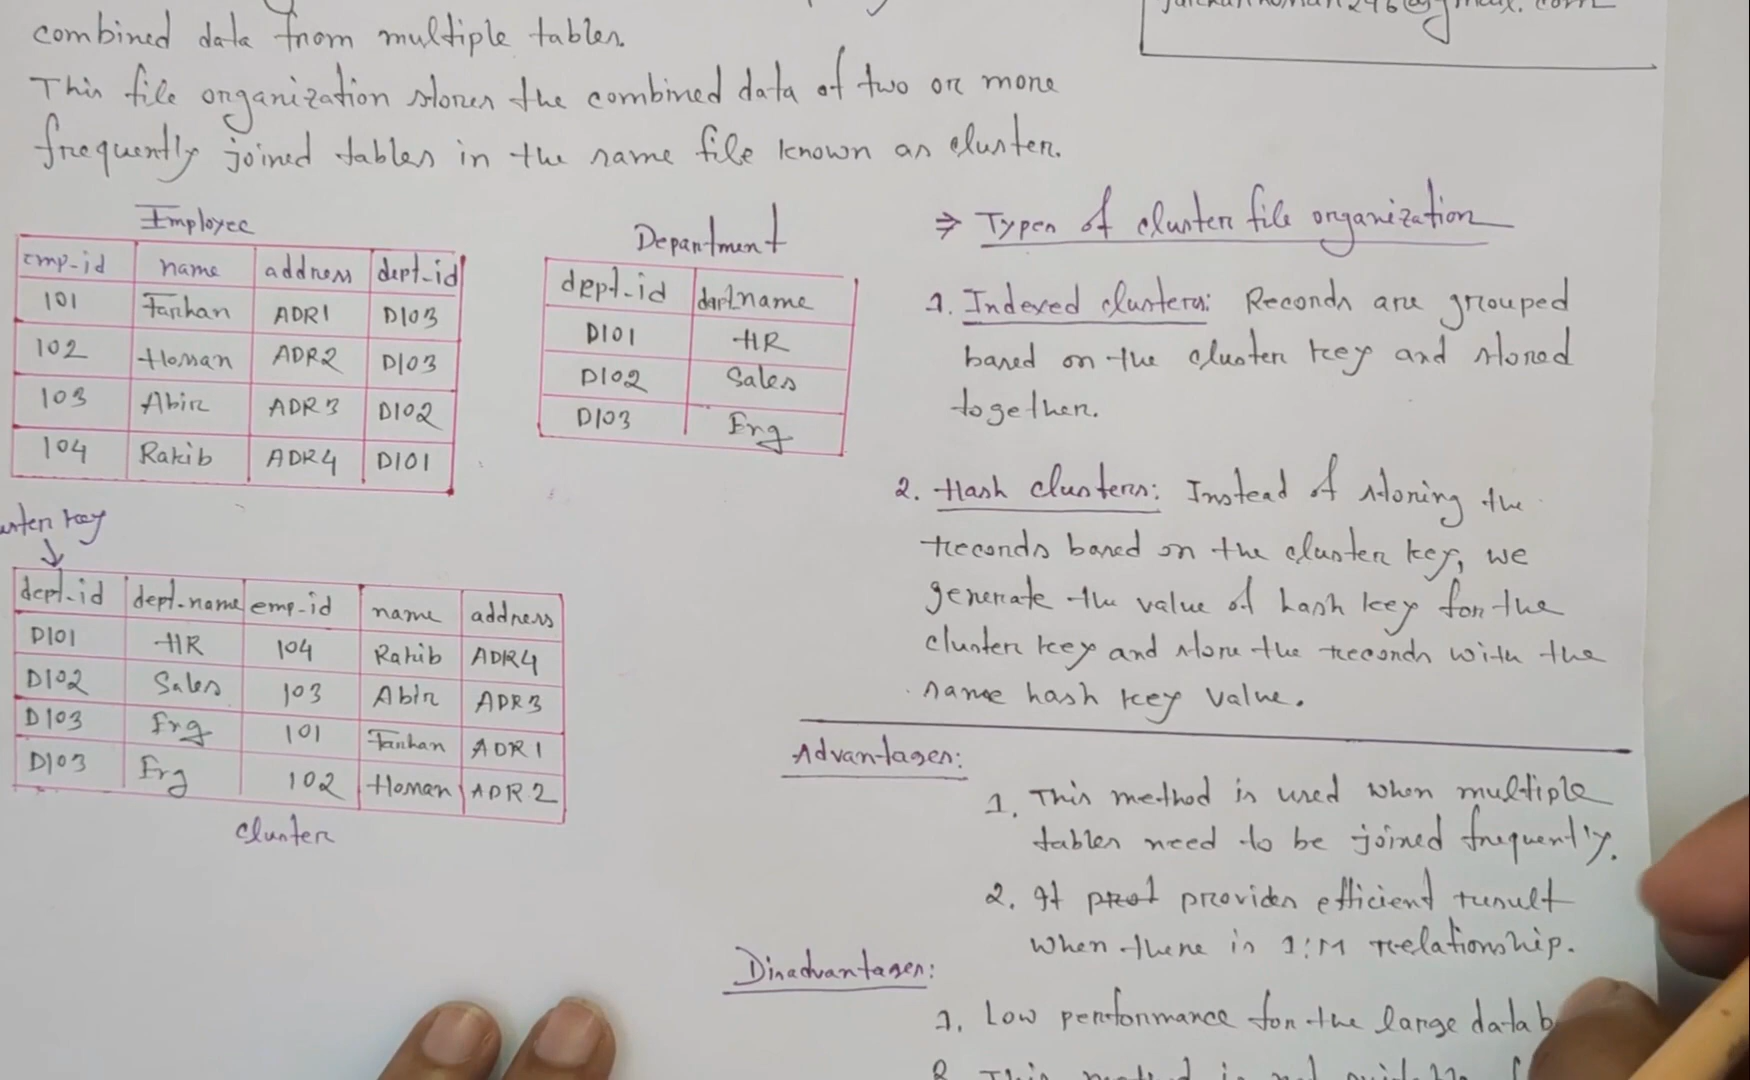 combined data from multiple tables.
This file organization stores the combined data of two or more
frequently joined tables in the same file known as cluster.
Employee
emp-id name address dept-id
101 Farhan ADR1 D103
102 Homan ADR2 D103
103 Abir ADR3 D102
104 Rakib ADR4 D101
Department
dept-id
D101 HR
D102 Sales
D103 Eng
key
dept-id dept-name emp-id name address
D101 HR 104 Rakib ADR4
D102 Sales 103 Abir ADR3
D103 Eng 101 Farhan ADR1
D103 Eng 102 Homan ADR2
cluster
⇒ Types of cluster file organization
1. Indexed clusters: Records are grouped
based on the cluster key and stored
together.
2. Hash clusters: Instead of storing the
records based on the cluster key, we
generate the value of hash key for the
cluster key and store the records with the
same hash key value.
Advantages:
1. This method is used when multiple
tables need to be joined frequently.
2. It provides efficient result
when there is 1:M relationship.
Disadvantages:
1. Low performance for the large datab
2. This